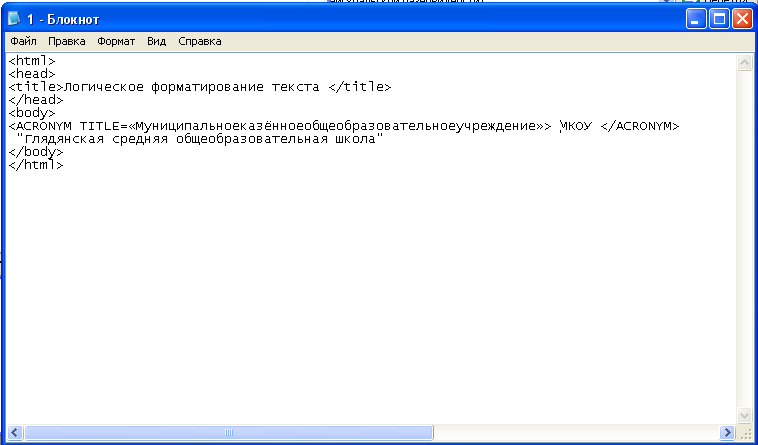 1 - Блокнот
Файл Правка Формат Вид Справка
<html>
<head>
<title>Логическое форматирование текста </title>
</head>
<body>
<ACRONYM TITLE=«Муниципальноеказённоеобщеобразовательноеучреждение»> МКОУ </ACRONYM>
"Глядянская средняя общеобразовательная школа"
</body>
</html>